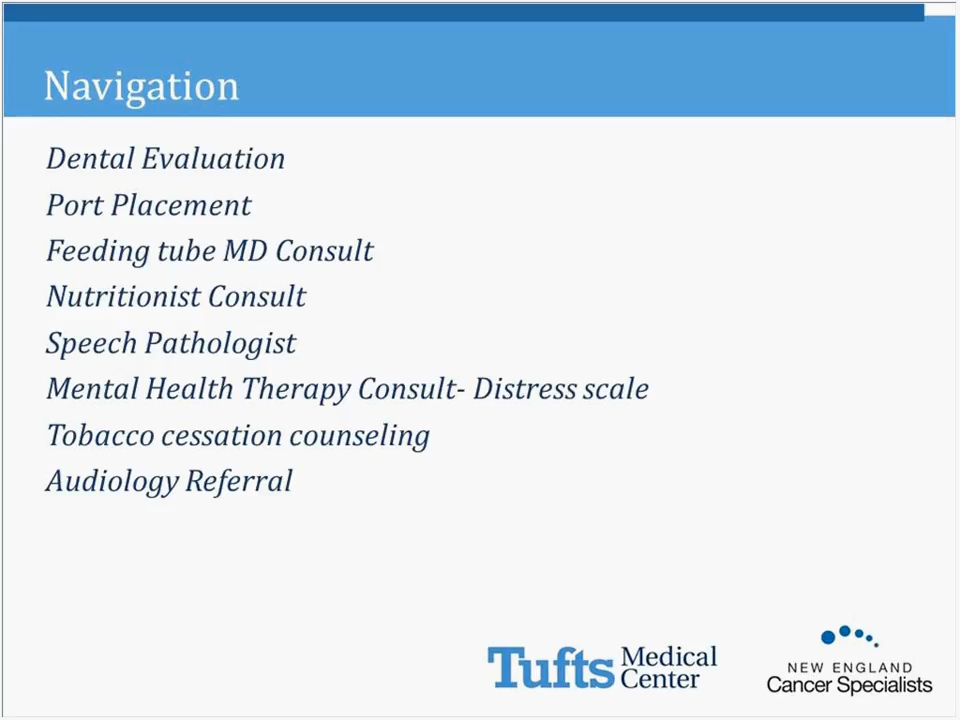 Navigation
Dental Evaluation
Port Placement
Feeding tube MD Consult
Nutritionist Consult
Speech Pathologist
Mental Health Therapy Consult- Distress scale
Tobacco cessation counseling
Audiology Referral
Tufts Medical Center
NEW ENGLAND
Cancer Specialists